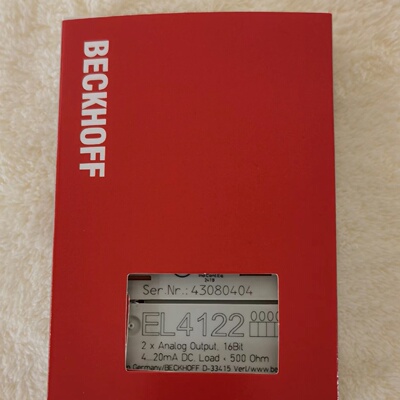 BECKHOFF
Ser.Nr.: 43080404
EL4122 0000
2 x Analog Output, 16Bit
4...20mA DC. Load < 500 Ohm
Germany/BECKHOFF D-33415 Verl/www.be